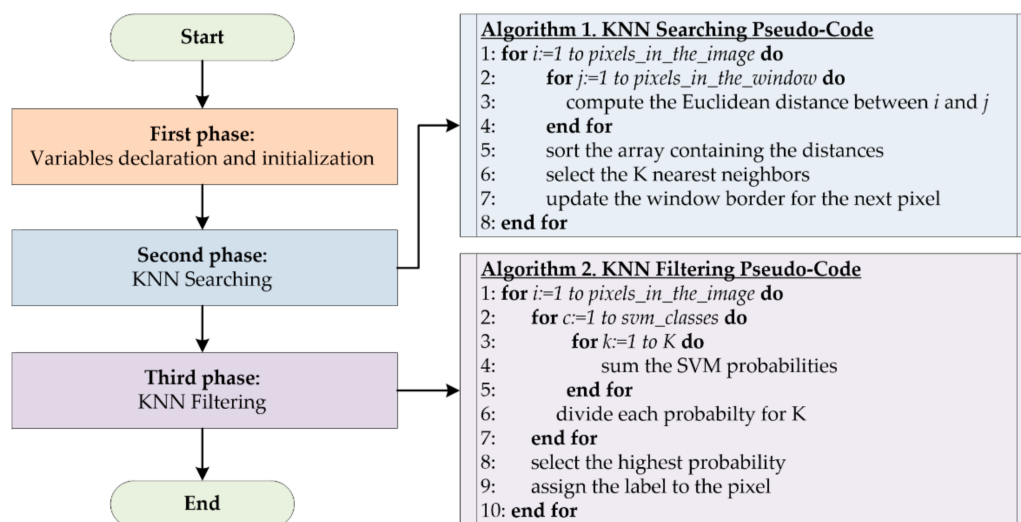 Start
First phase:
Variables declaration and initialization
Second phase:
KNN Searching
Third phase:
KNN Filtering
End
Algorithm 1. KNN Searching Pseudo-Code
1: for i:=1 to pixels_in_the_image do
2: for j:=1 to pixels_in_the_window do
3: compute the Euclidean distance between i and j
4: end for
5: sort the array containing the distances
6: select the K nearest neighbors
7: update the window border for the next pixel
8: end for
Algorithm 2. KNN Filtering Pseudo-Code
1: for i:=1 to pixels_in_the_image do
2: for c:=1 to svm_classes do
3: for k:=1 to K do
4: sum the SVM probabilities
5: end for
6: divide each probabilty for K
7: end for
8: select the highest probability
9: assign the label to the pixel
10: end for